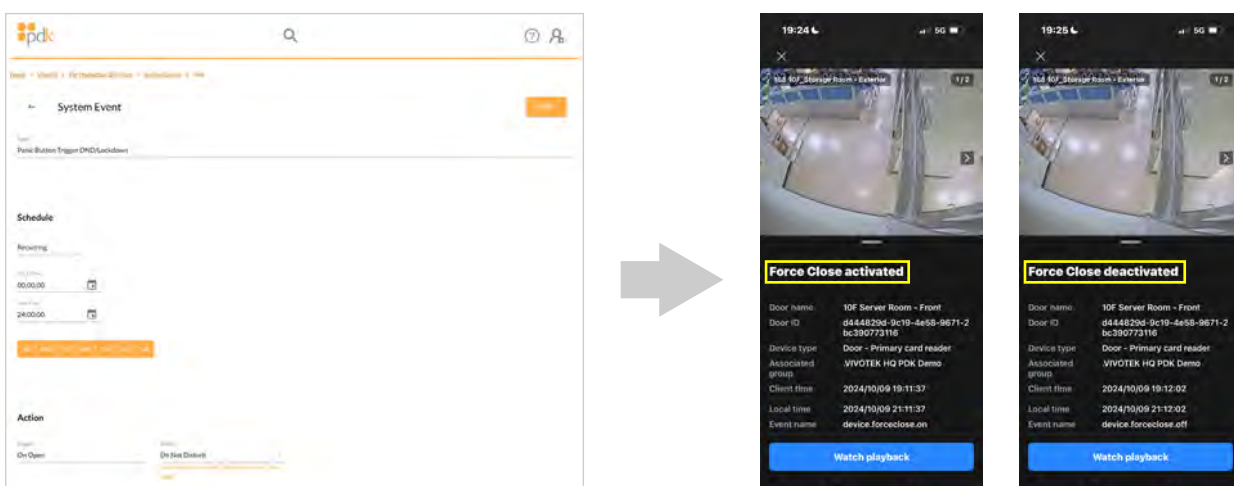 pdk
System Event
Panic Button Trigger DND/Lockdown
Schedule
Recurring
00:00:00
24:00:00
Action
On Open
Do Not Disturb
19:24
5G
10F_Storage Room - Exterior
1/2
Force Close activated
Door name 10F Server Room - Front
Door ID d444829d-9c19-4e58-9671-2
bc390773116
Device type Door - Primary card reader
Associated group .VIVOTEK HQ PDK Demo
Client time 2024/10/09 19:11:37
Local time 2024/10/09 21:11:37
Event name device.forceclose.on
Watch playback
19:25
5G
10F_Storage Room - Exterior
1/2
Force Close deactivated
Door name 10F Server Room - Front
Door ID d444829d-9c19-4e58-9671-2
bc390773116
Device type Door - Primary card reader
Associated group .VIVOTEK HQ PDK Demo
Client time 2024/10/09 19:12:02
Local time 2024/10/09 21:12:02
Event name device.forceclose.off
Watch playback